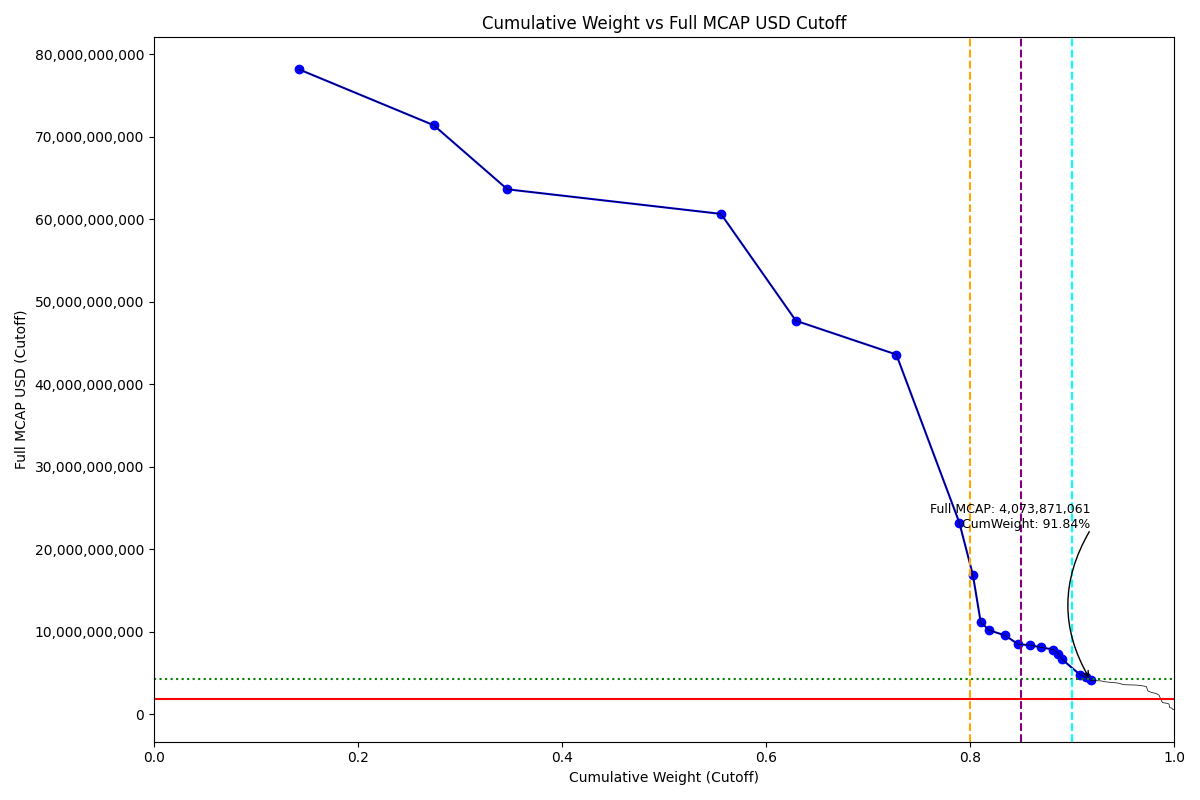 Cumulative Weight vs Full MCAP USD Cutoff
80,000,000,000
70,000,000,000
60,000,000,000
50,000,000,000
40,000,000,000
30,000,000,000
20,000,000,000
10,000,000,000
0
Full MCAP USD (Cutoff)
Full MCAP: 4,073,871,061
CumWeight: 91.84%
0.0 0.2 0.4 0.6 0.8 1.0
Cumulative Weight (Cutoff)